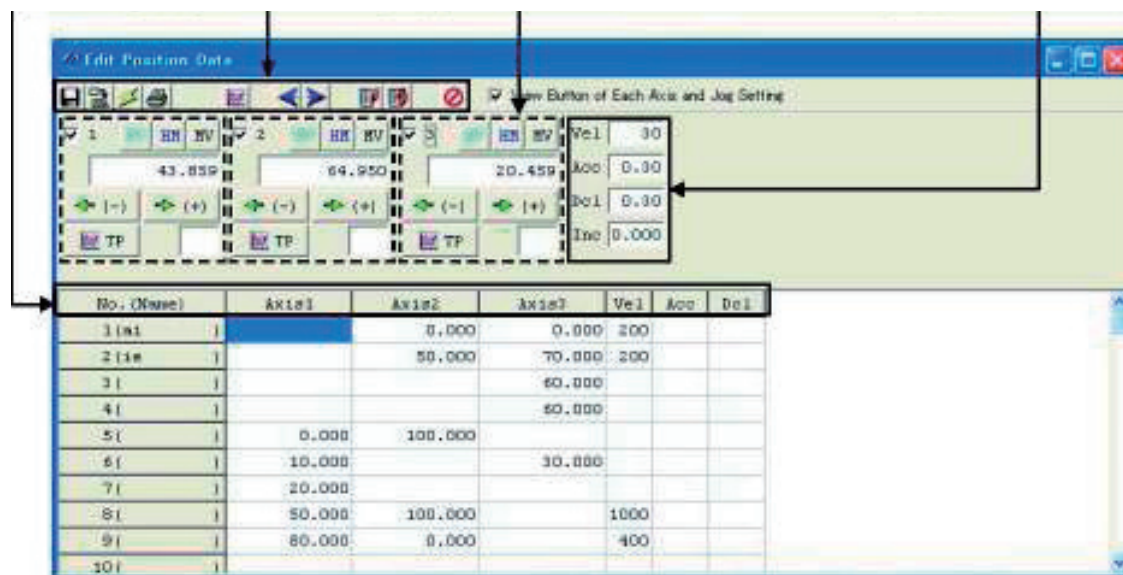 Edit Position Data
Button of Each Axis and Jog Setting
1 HM MV 2 HM MV 3 HM MV Vel 30
43.859 64.950 20.459 Acc 0.30
(-) (+) (-) (+) (-) (+) Dcl 0.30
TP TP TP Inc 0.000
No.(Name) Axis1 Axis2 Axis3 Vel Acc Dcl
1( ) 0.000 0.000 200
2( ) 50.000 70.000 200
3( ) 60.000
4( ) 60.000
5( ) 0.000 100.000
6( ) 10.000 30.000
7( ) 20.000
8( ) 50.000 100.000 1000
9( ) 80.000 0.000 400
10( )